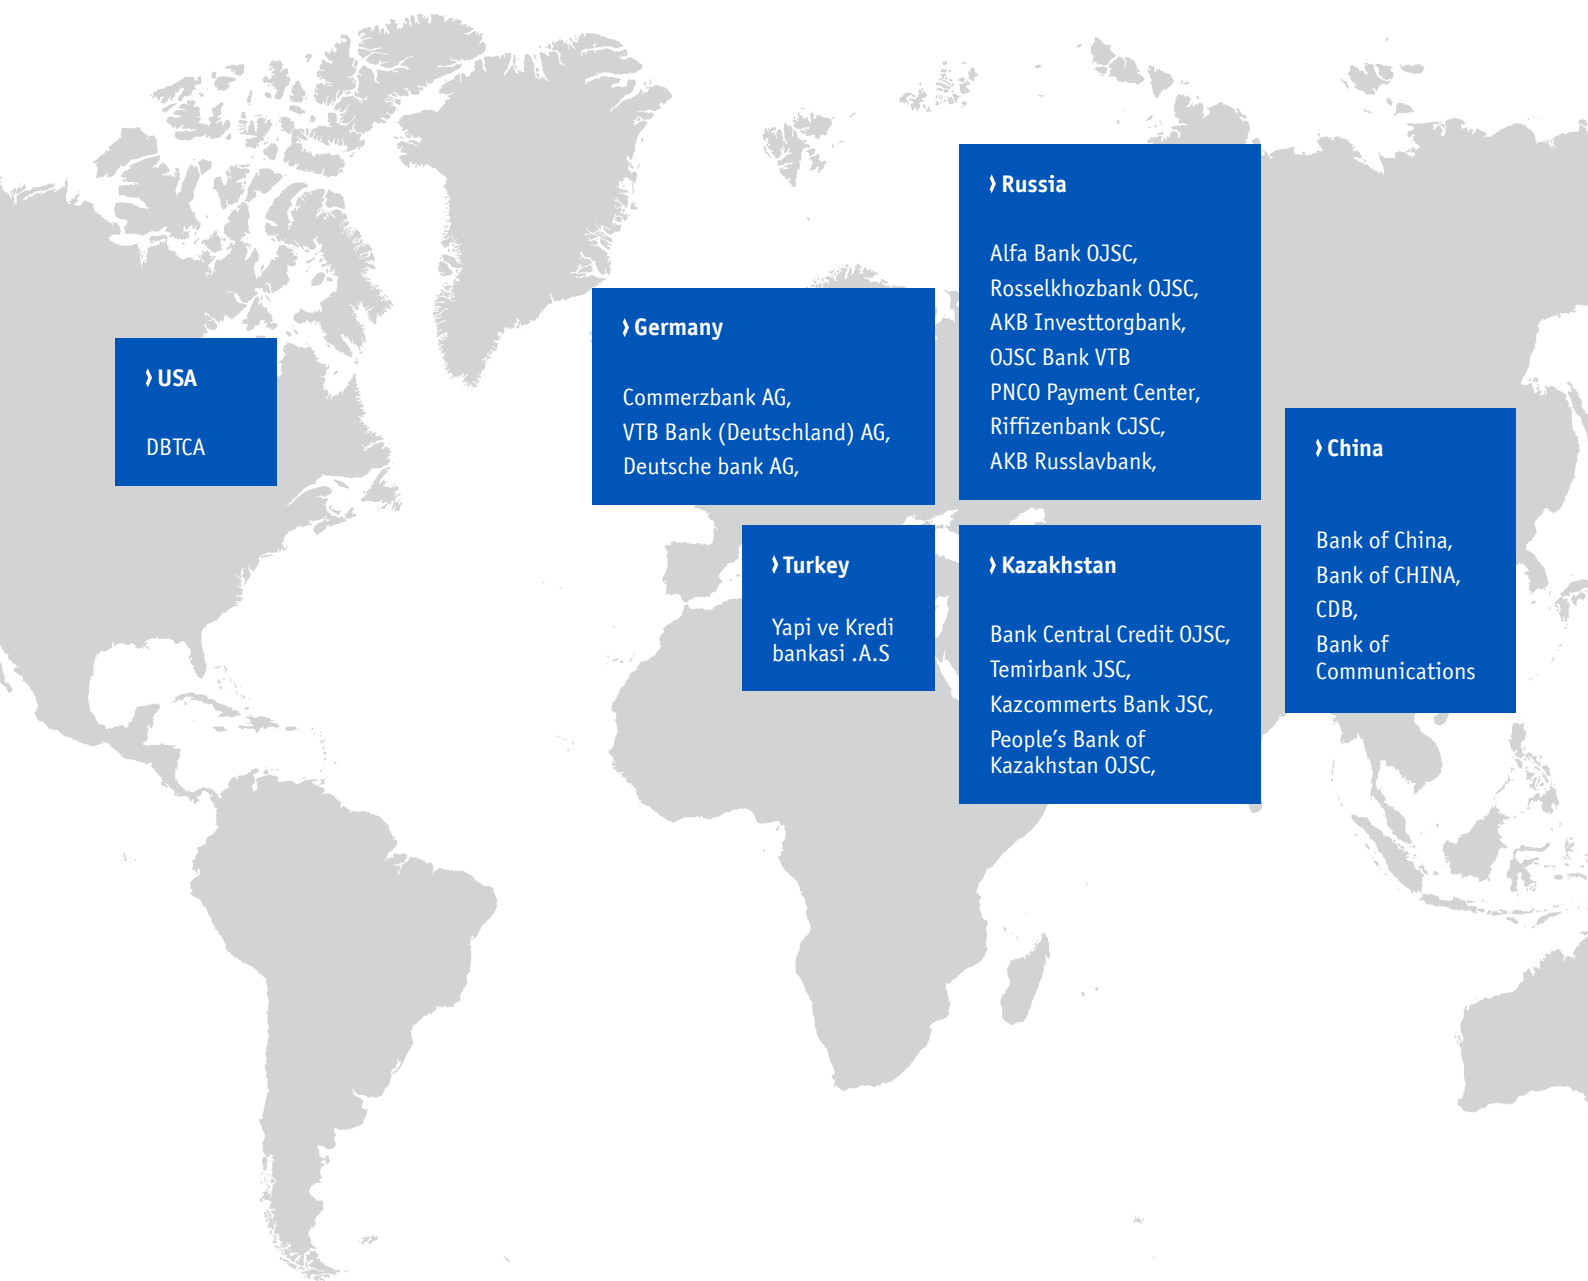 Russia
Alfa Bank OJSC,
Rosselkhozbank OJSC,
AKB Investtorgbank,
OJSC Bank VTB
PNCO Payment Center,
Riffizenbank CJSC,
AKB Russlavbank,
Germany
Commerzbank AG,
VTB Bank (Deutschland) AG,
Deutsche bank AG,
USA
DBTCA
China
Bank of China,
Bank of CHINA,
CDB,
Bank of
Communications
Turkey
Yapi ve Kredi
bankasi .A.S
Kazakhstan
Bank Central Credit OJSC,
Temirbank JSC,
Kazcommerts Bank JSC,
People’s Bank of
Kazakhstan OJSC,